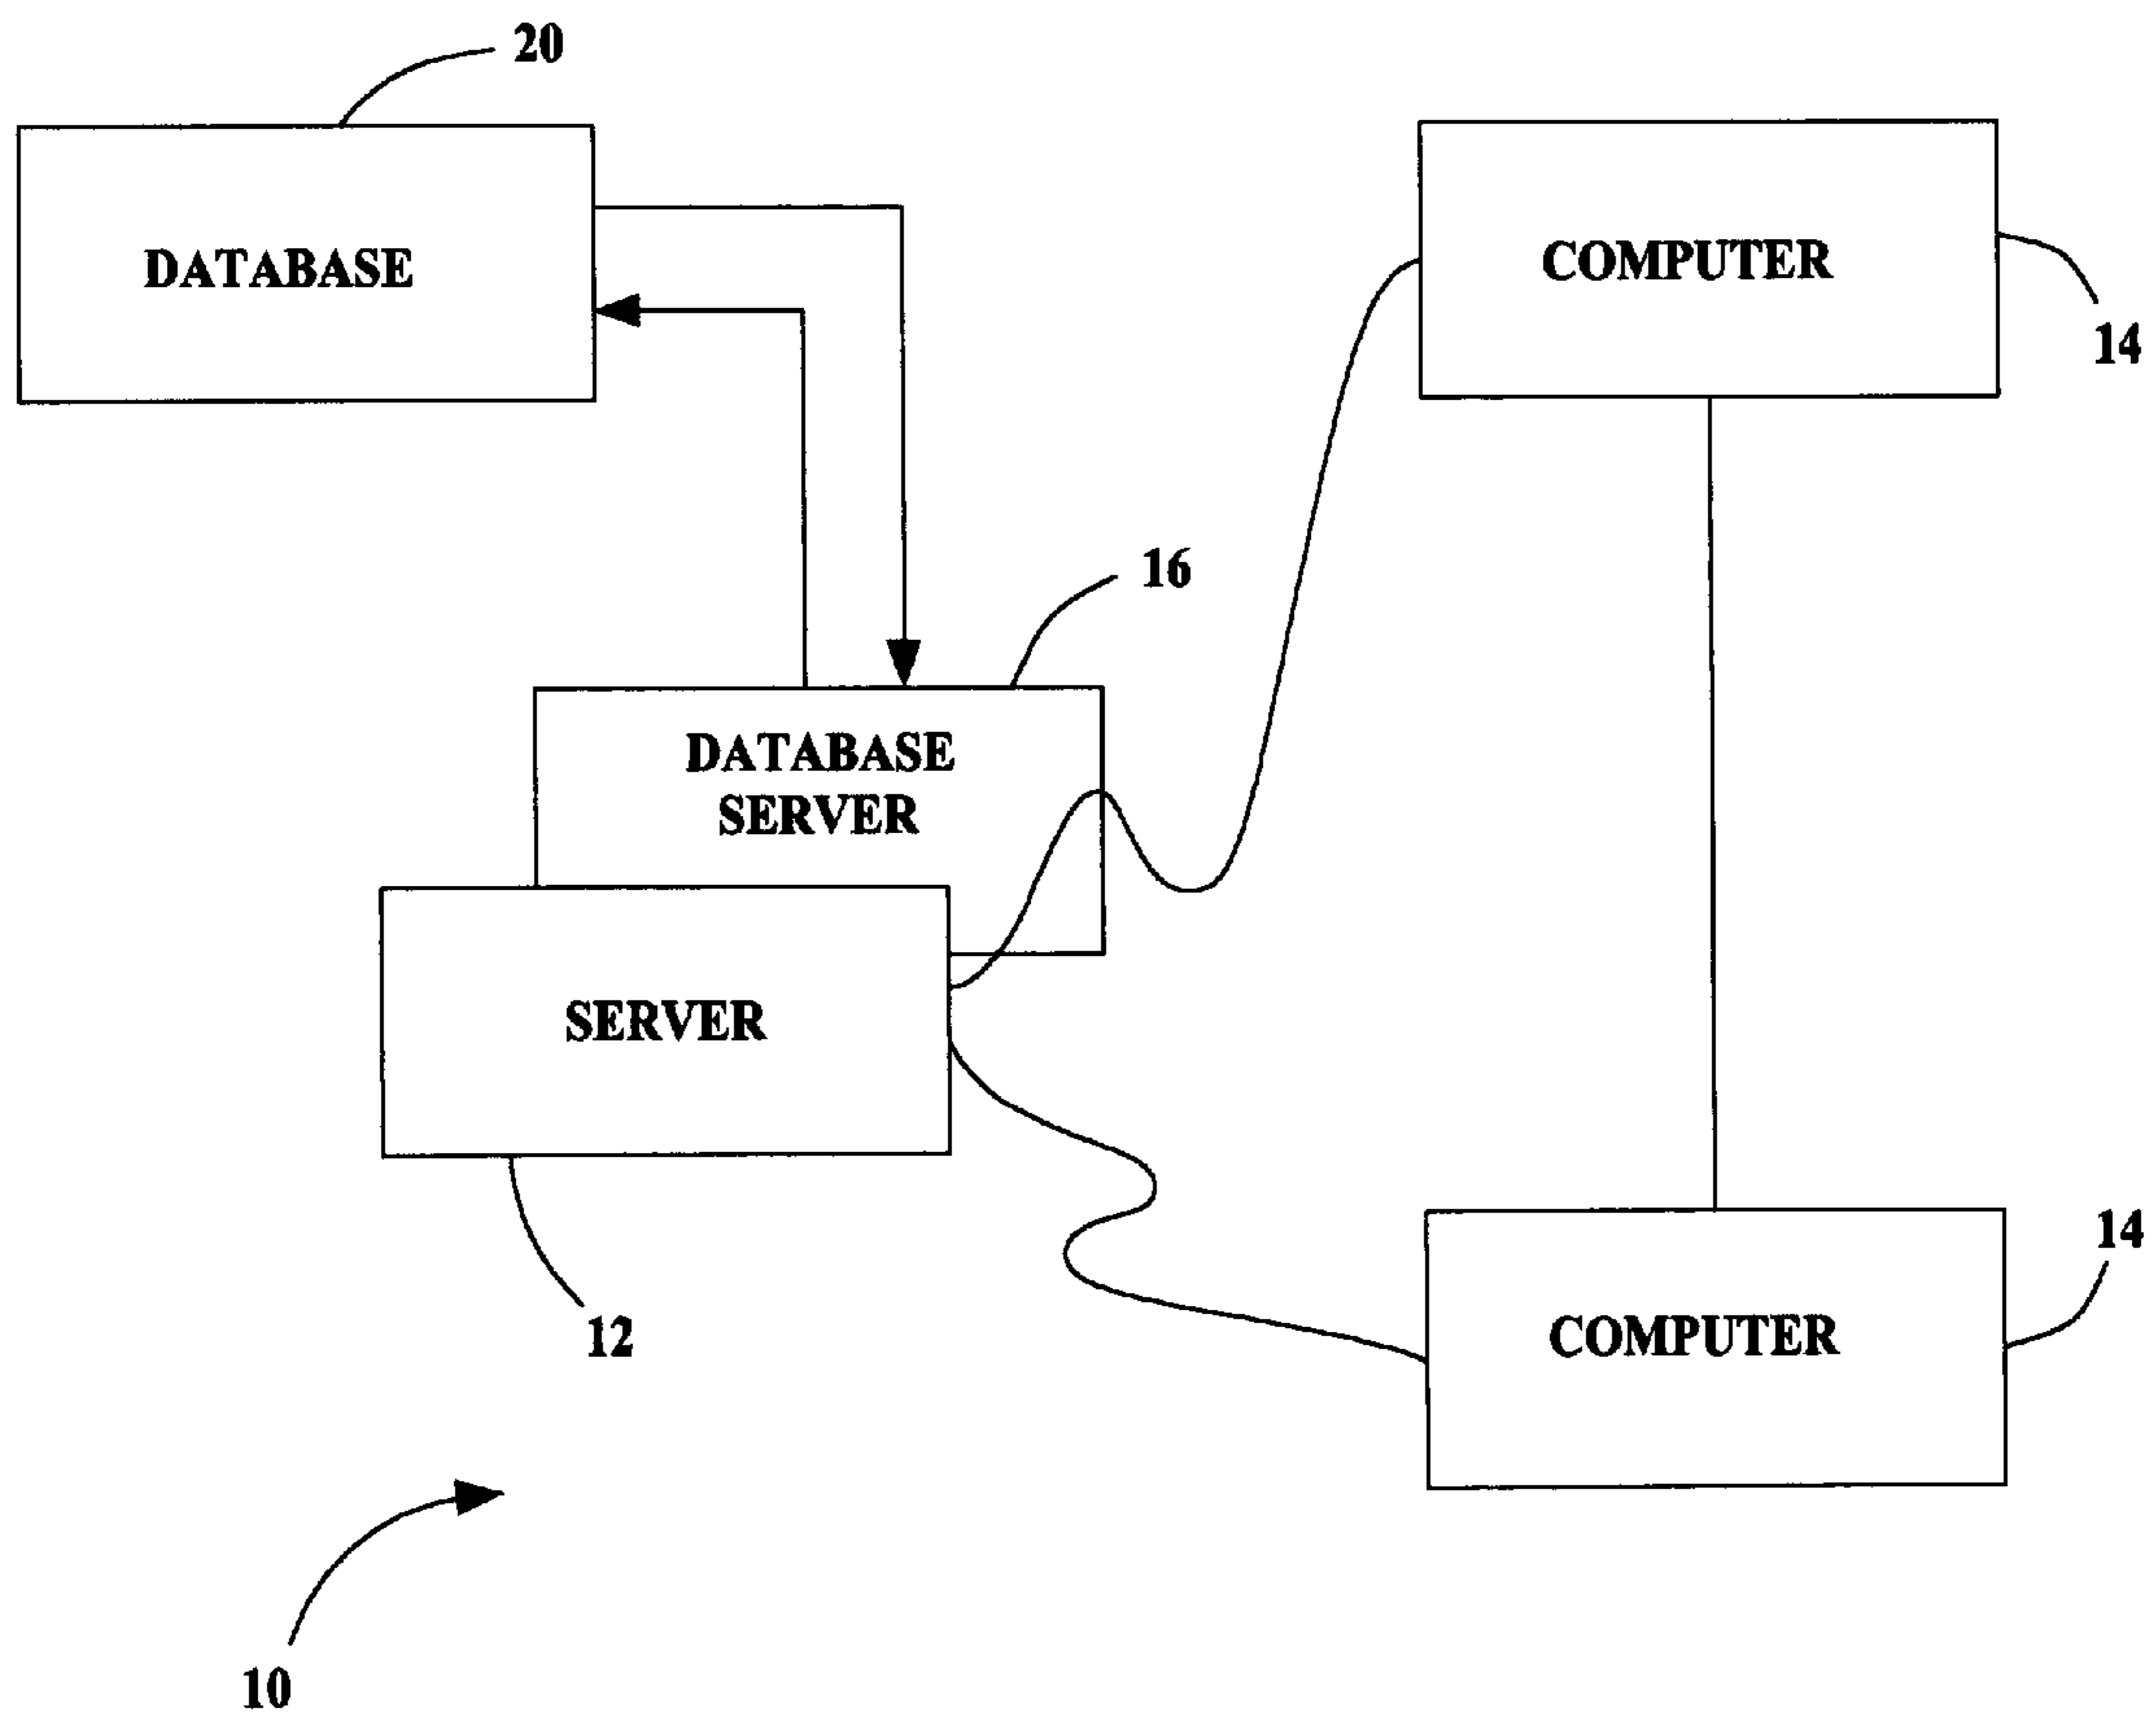 20
DATABASE
COMPUTER
14
16
DATABASE
SERVER
SERVER
12
14
COMPUTER
10